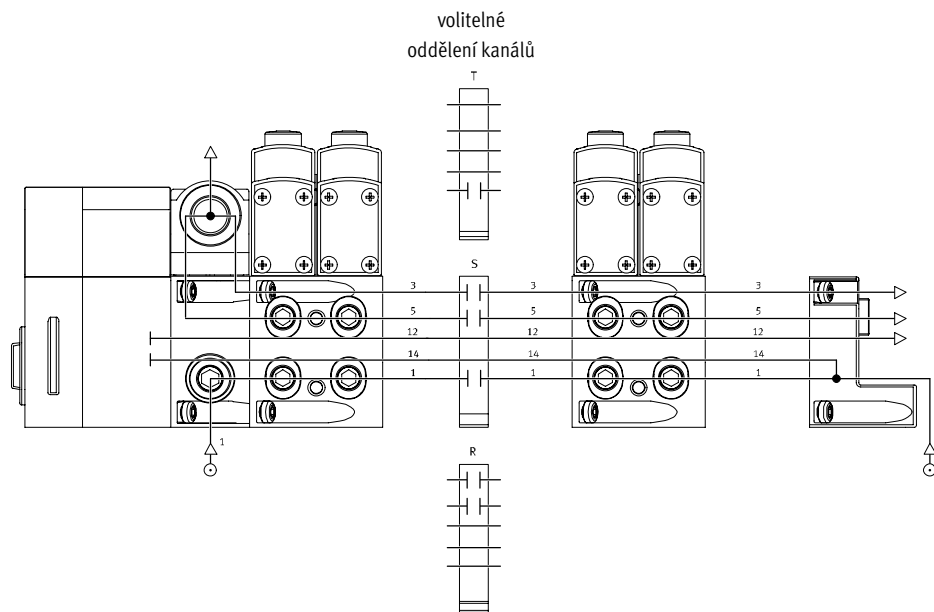 volitelné
oddělení kanálů
T
S
3 3 3
5 5 5
12 12 12
14 14 14
1 1 1
1
R